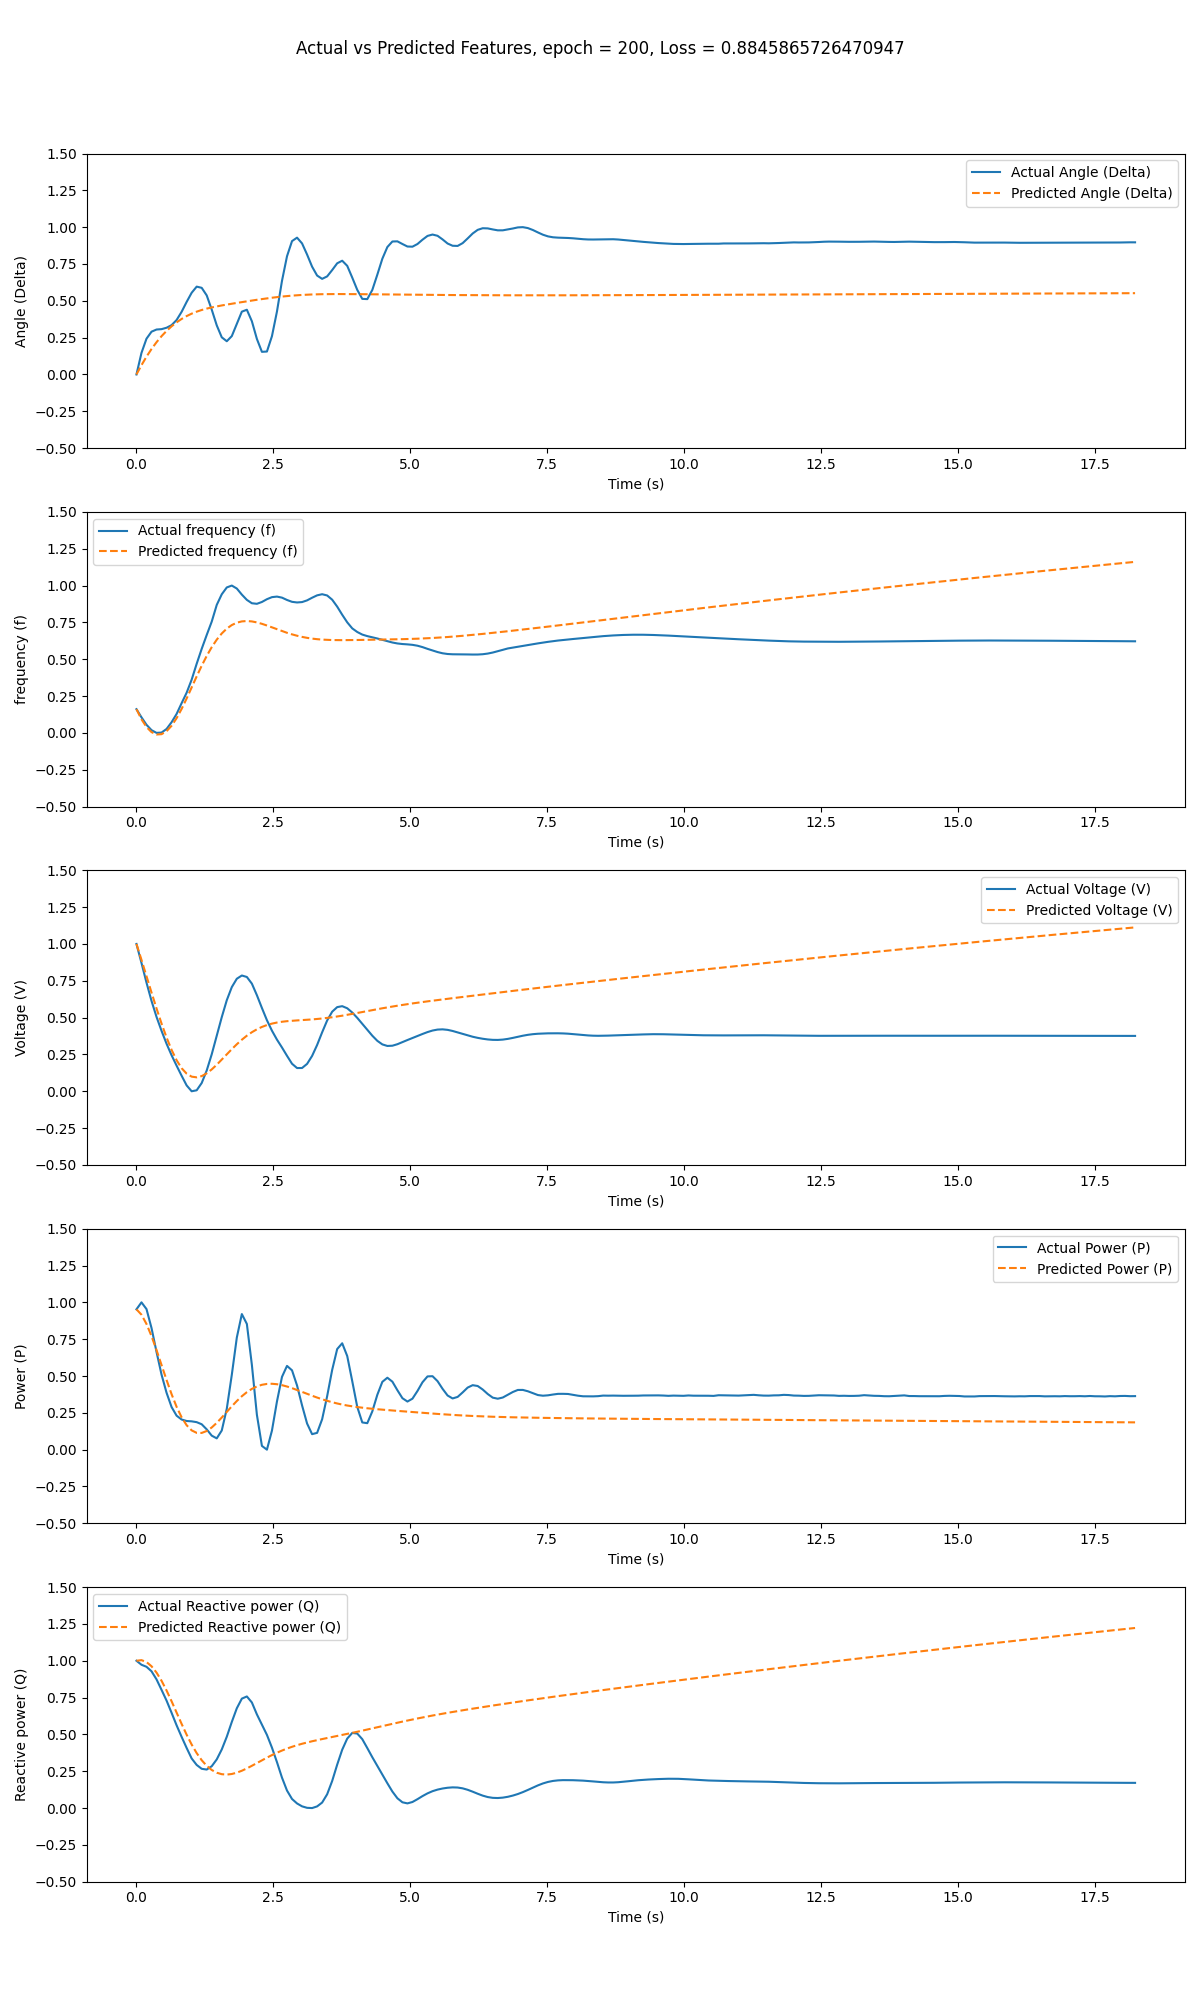 Actual vs Predicted Features, epoch = 200, Loss = 0.8845865726470947
Actual Angle (Delta)
Predicted Angle (Delta)
Angle (Delta)
1.50
1.25
1.00
0.75
0.50
0.25
0.00
−0.25
−0.50
0.0 2.5 5.0 7.5 10.0 12.5 15.0 17.5
Time (s)
Actual frequency (f)
Predicted frequency (f)
frequency (f)
1.50
1.25
1.00
0.75
0.50
0.25
0.00
−0.25
−0.50
0.0 2.5 5.0 7.5 10.0 12.5 15.0 17.5
Time (s)
Actual Voltage (V)
Predicted Voltage (V)
Voltage (V)
1.50
1.25
1.00
0.75
0.50
0.25
0.00
−0.25
−0.50
0.0 2.5 5.0 7.5 10.0 12.5 15.0 17.5
Time (s)
Actual Power (P)
Predicted Power (P)
Power (P)
1.50
1.25
1.00
0.75
0.50
0.25
0.00
−0.25
−0.50
0.0 2.5 5.0 7.5 10.0 12.5 15.0 17.5
Time (s)
Actual Reactive power (Q)
Predicted Reactive power (Q)
Reactive power (Q)
1.50
1.25
1.00
0.75
0.50
0.25
0.00
−0.25
−0.50
0.0 2.5 5.0 7.5 10.0 12.5 15.0 17.5
Time (s)